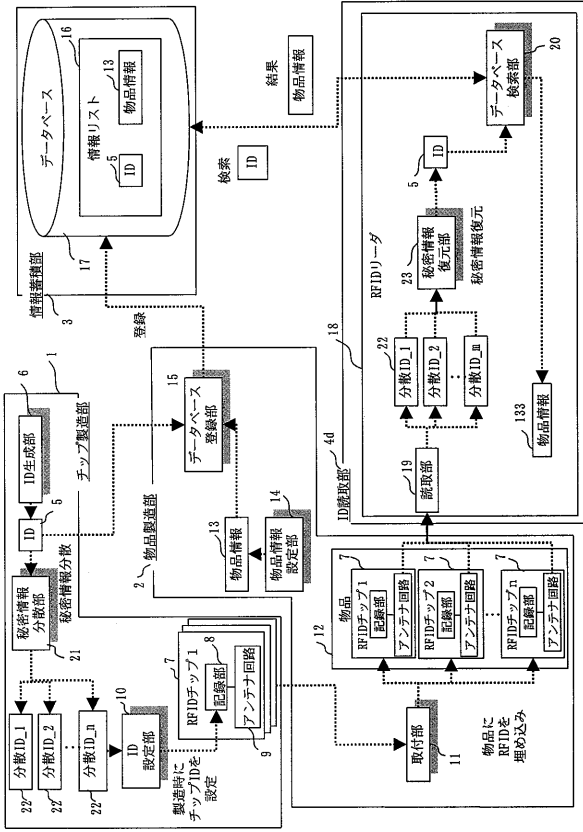 1
6
ID生成部
チップ製造部
5
ID
秘密情報
分散部
秘密情報分散
21
22
分散ID_1
22
分散ID_2
22
分散ID_n
10
ID
設定部
製造時に
チップIDを
設定
7
RFIDチップ1
8
記録部
アンテナ回路
9
2
物品製造部
データベース
登録部
15
13
物品情報
14
物品情報
設定部
登録
情報蓄積部
3
データベース
17
情報リスト
16
5
ID
13
物品情報
検索
ID
結果
物品情報
取付部
11
物品に
RFIDを
埋め込み
12
物品
7
RFIDチップ1
記録部
アンテナ回路
7
RFIDチップ2
記録部
アンテナ回路
7
RFIDチップn
記録部
アンテナ回路
4d
ID読取部
18
RFIDリーダ
19
読取部
22
分散ID_1
分散ID_2
分散ID_m
23
秘密情報
復元部
秘密情報復元
5
ID
データベース
検索部
20
133
物品情報